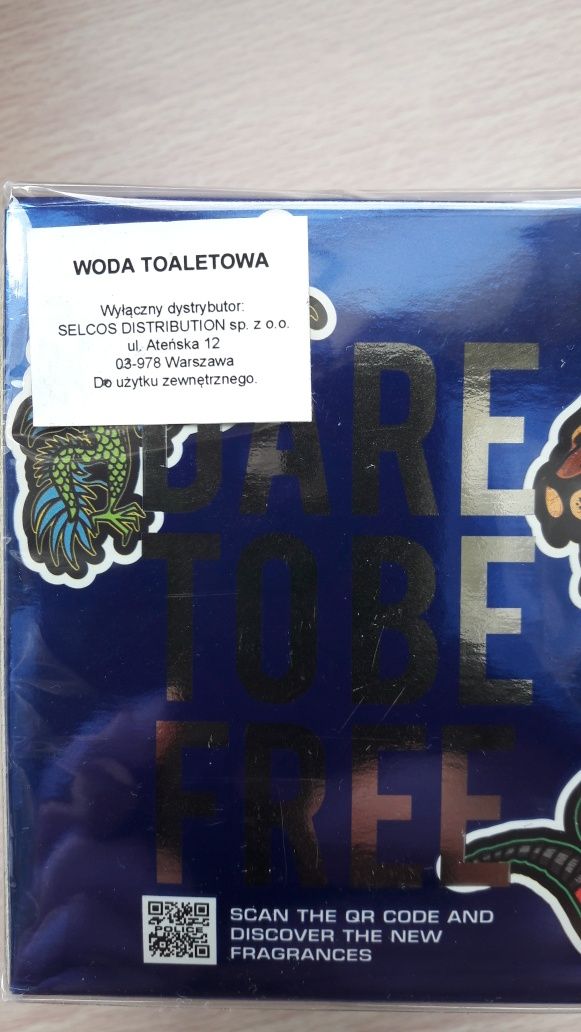 WODA TOALETOWA
Wyłączny dystrybutor:
SELCOS DISTRIBUTION sp. z o.o.
ul. Ateńska 12
03-978 Warszawa
Do użytku zewnętrznego.
DARE
TO BE
FREE
POLICE
SCAN THE QR CODE AND
DISCOVER THE NEW
FRAGRANCES